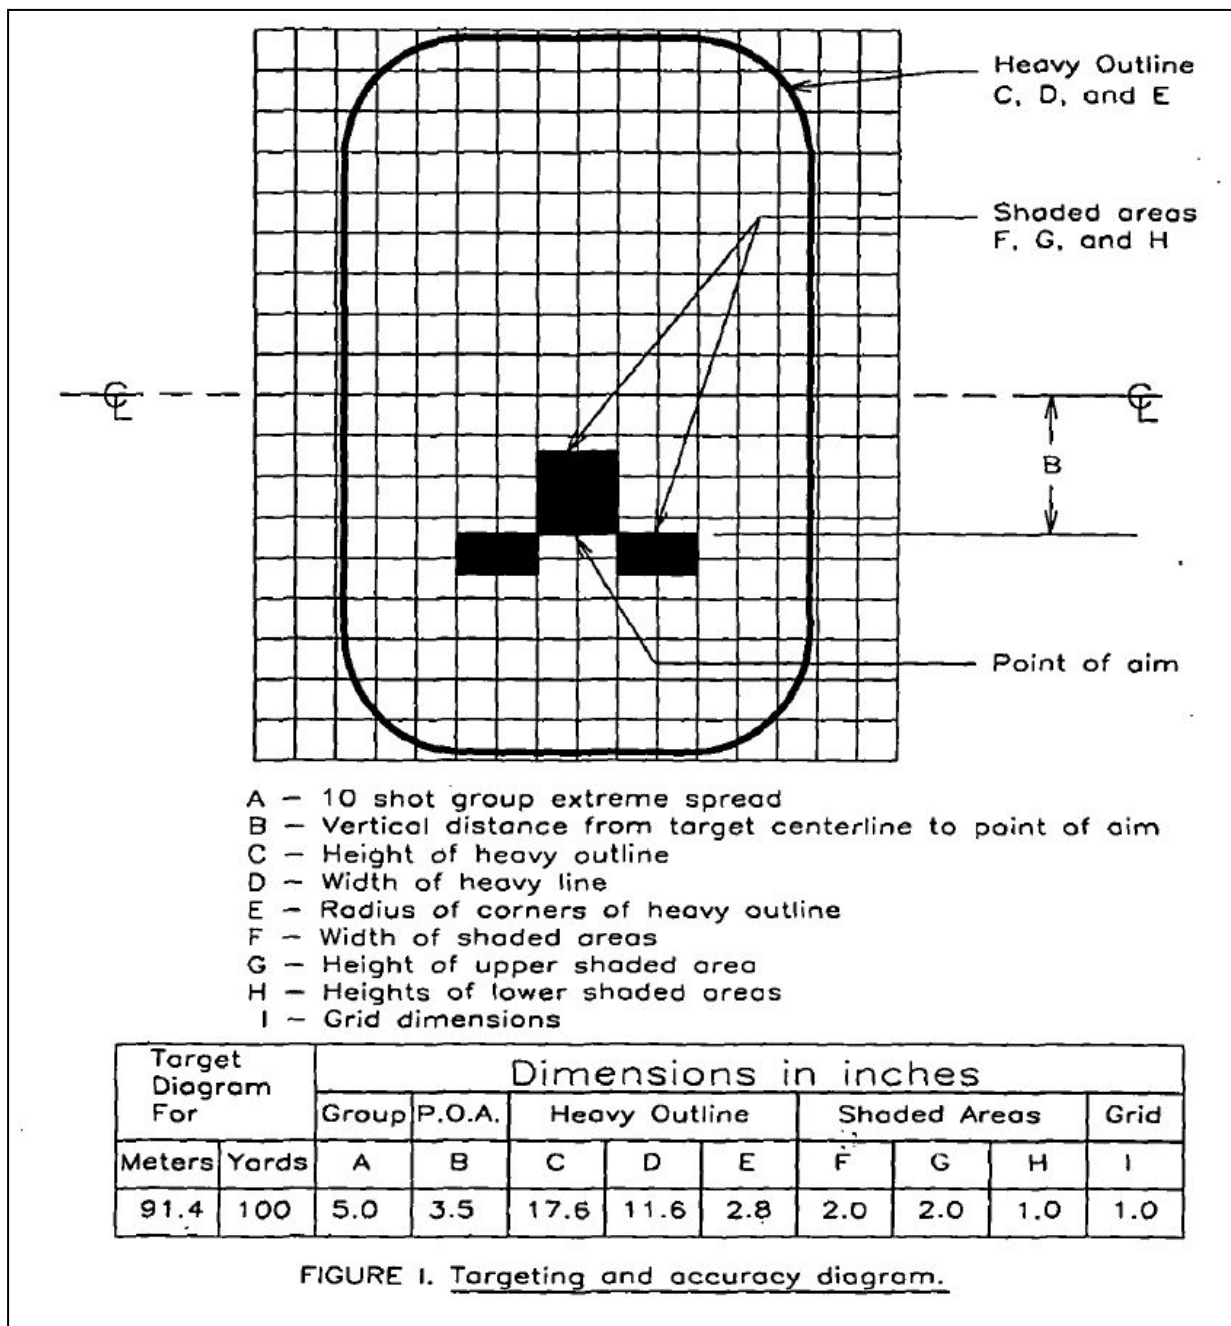 Heavy Outline
C, D, and E
Shaded areas
F, G, and H
C L
C L
B
Point of aim
A – 10 shot group extreme spread
B – Vertical distance from target centerline to point of aim
C – Height of heavy outline
D – Width of heavy line
E – Radius of corners of heavy outline
F – Width of shaded areas
G – Height of upper shaded area
H – Heights of lower shaded areas
I – Grid dimensions
Target Diagram For Dimensions in inches
Group P.O.A. Heavy Outline Shaded Areas Grid
Meters Yards A B C D E F G H I
91.4 100 5.0 3.5 17.6 11.6 2.8 2.0 2.0 1.0 1.0
FIGURE I. Targeting and accuracy diagram.